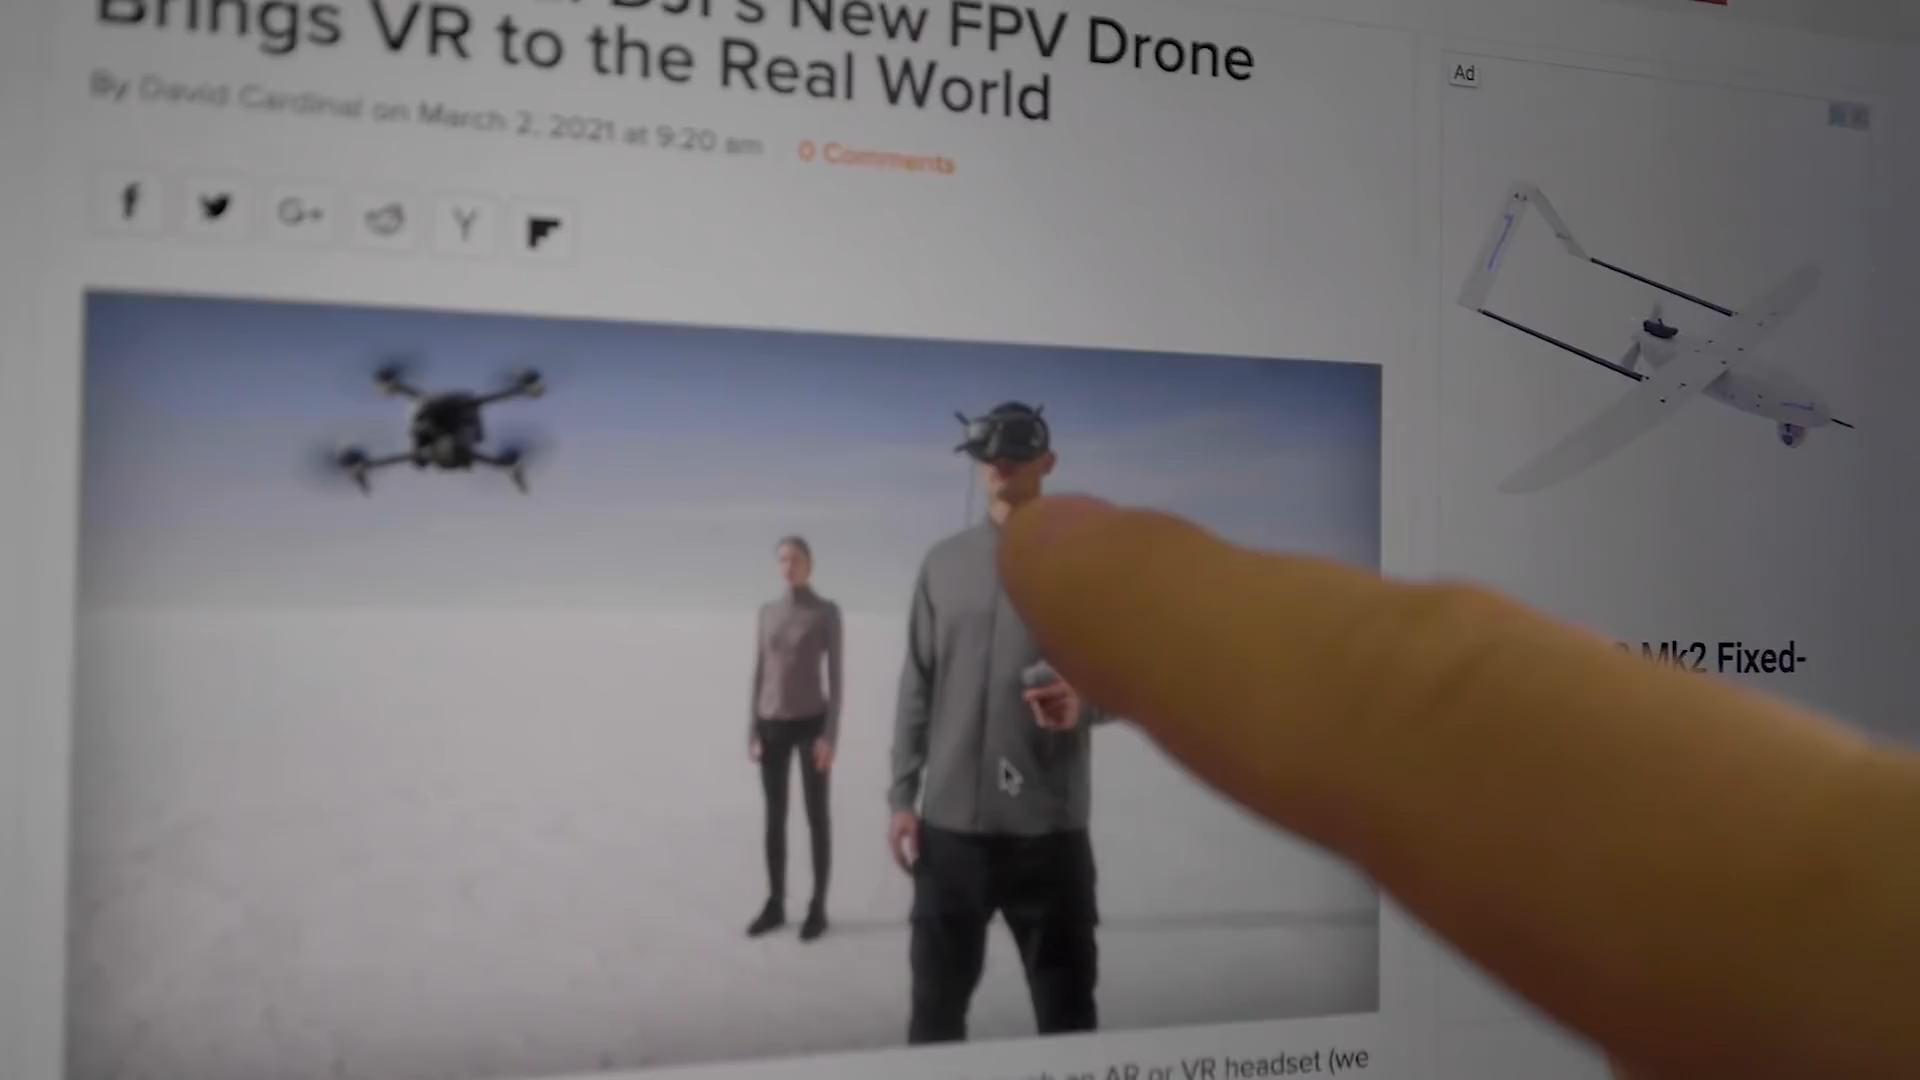 DJI's New FPV Drone
Brings VR to the Real World
By David Cardinal on March 2, 2021 at 9:20 am 0 Comments
G+
Ad
Mk2 Fixed-
an AR or VR headset (we